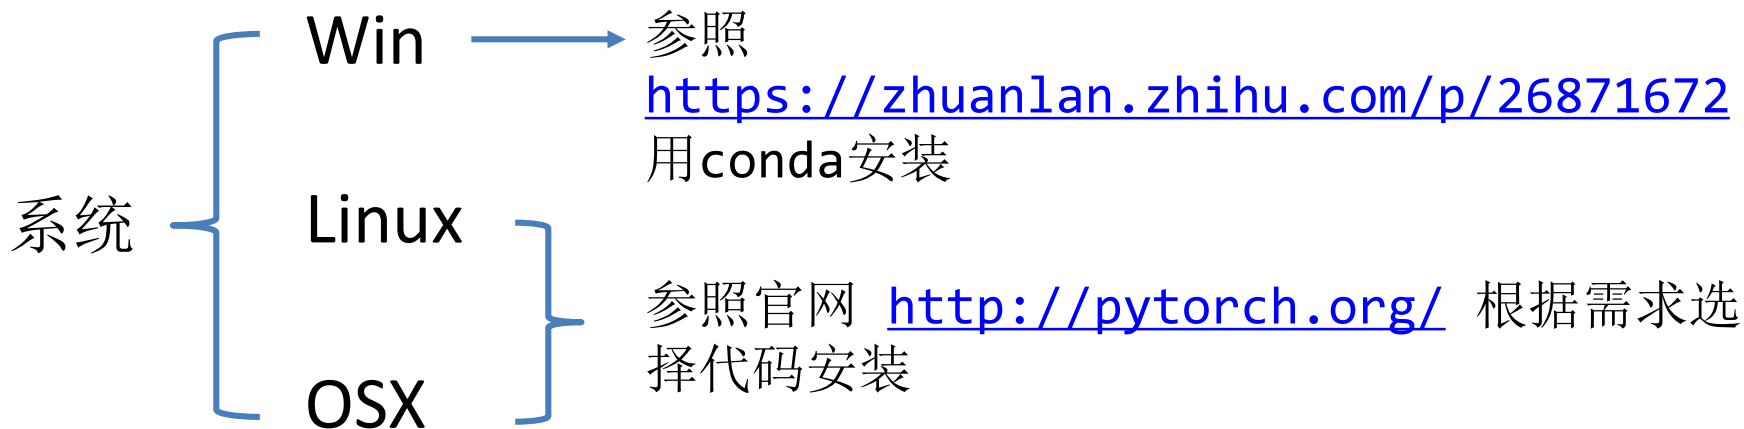 系统
Win
参照
https://zhuanlan.zhihu.com/p/26871672
用conda安装
Linux
OSX
参照官网 http://pytorch.org/ 根据需求选
择代码安装